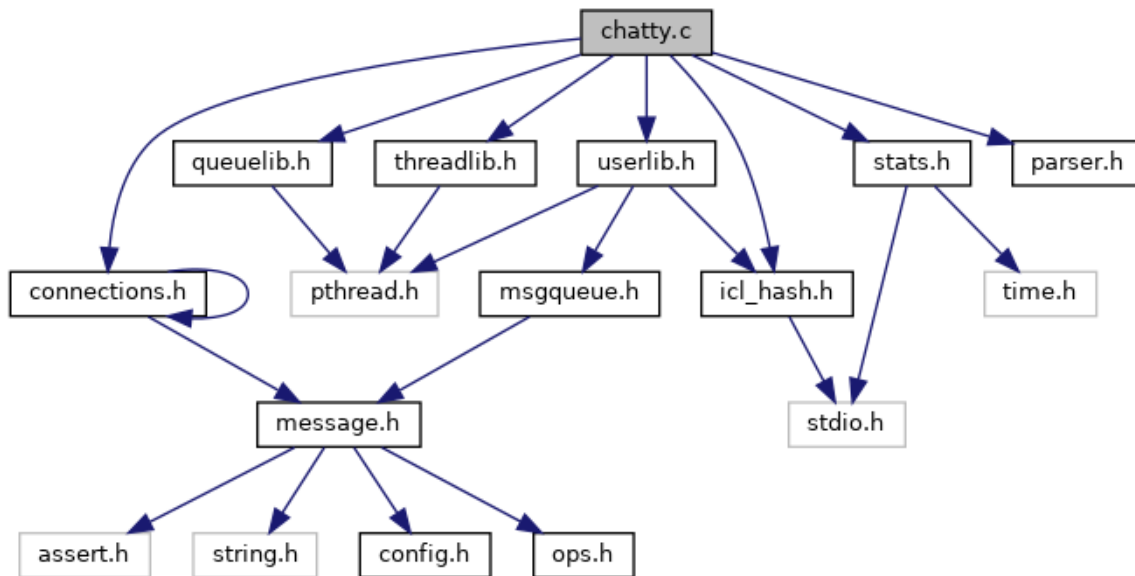 chatty.c
queuelib.h
threadlib.h
userlib.h
stats.h
parser.h
connections.h
pthread.h
msgqueue.h
icl_hash.h
time.h
message.h
stdio.h
assert.h
string.h
config.h
ops.h